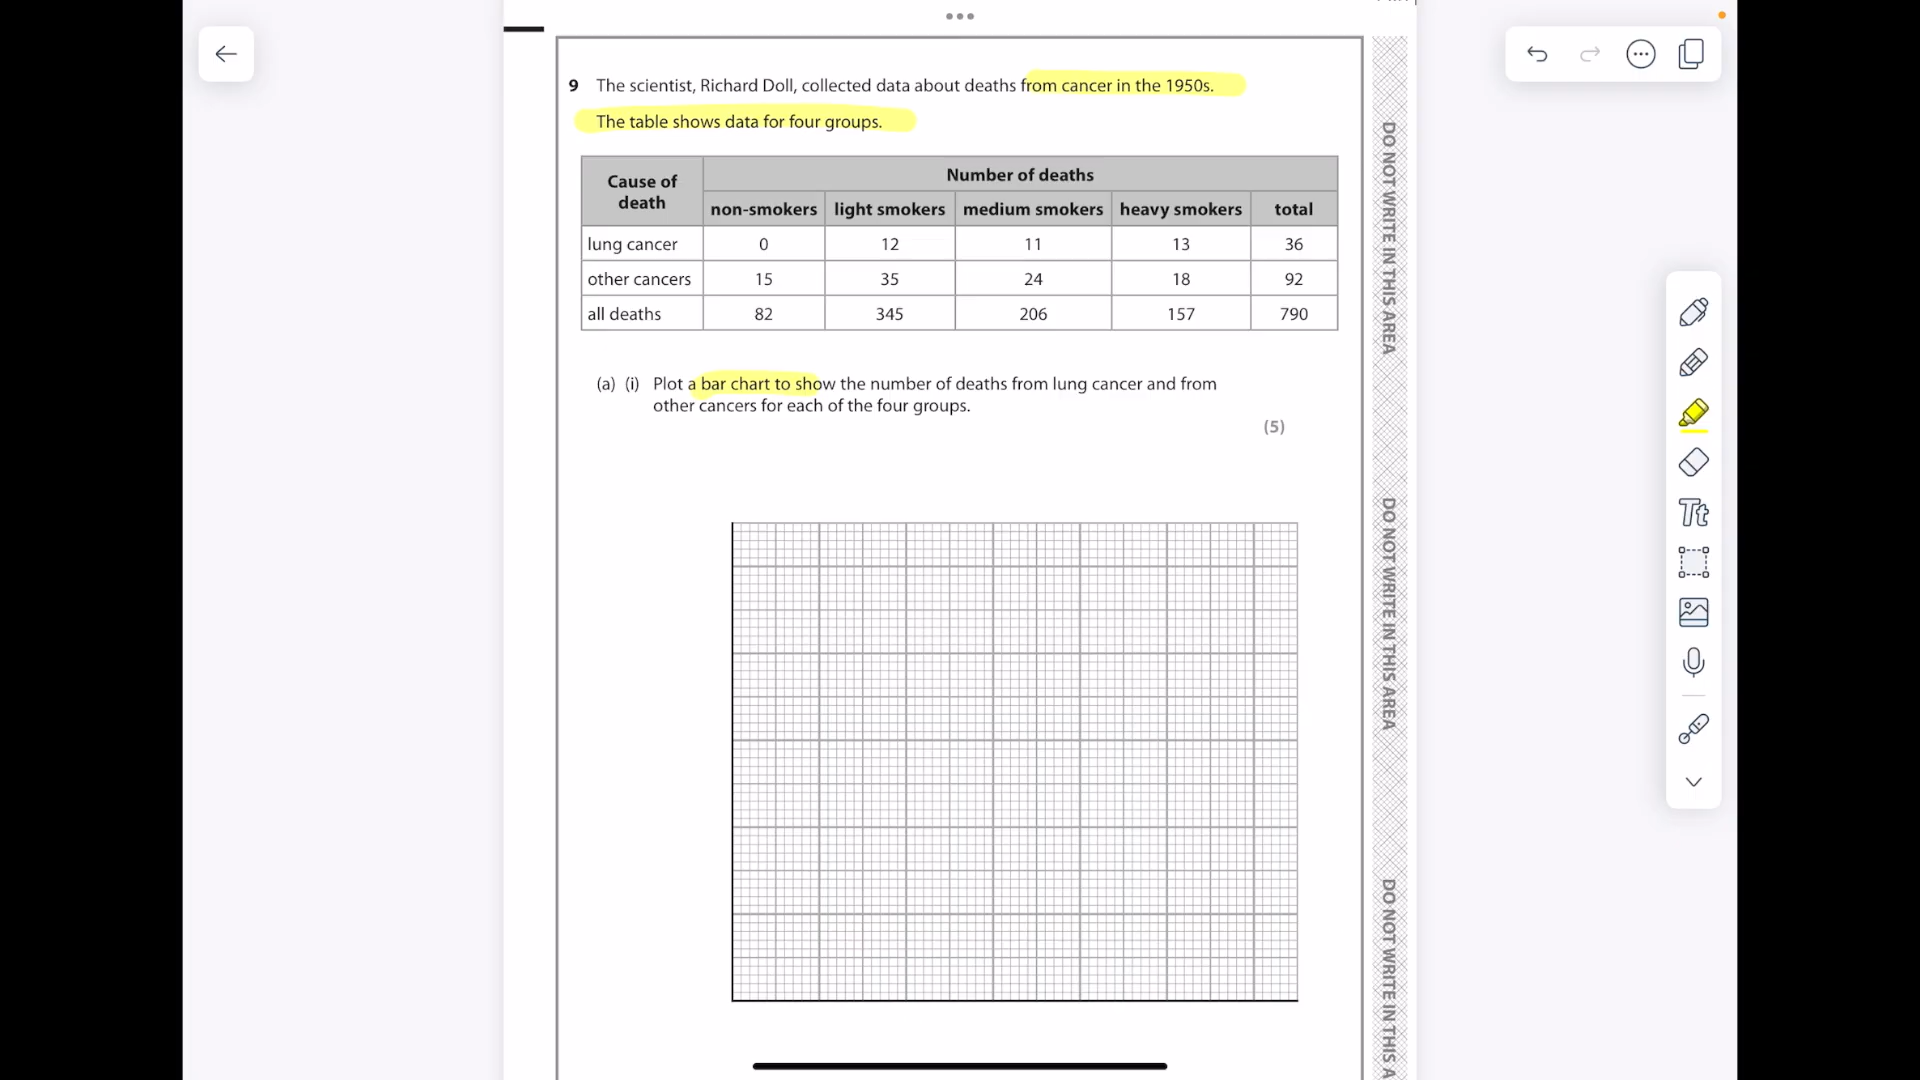 9 The scientist, Richard Doll, collected data about deaths from cancer in the 1950s.
The table shows data for four groups.
Cause of death Number of deaths
non-smokers light smokers medium smokers heavy smokers total
lung cancer 0 12 11 13 36
other cancers 15 35 24 18 92
all deaths 82 345 206 157 790
(a) (i) Plot a bar chart to show the number of deaths from lung cancer and from
other cancers for each of the four groups.
(5)
DO NOT WRITE IN THIS AREA
DO NOT WRITE IN THIS AREA
DO NOT WRITE IN THIS A
Tt